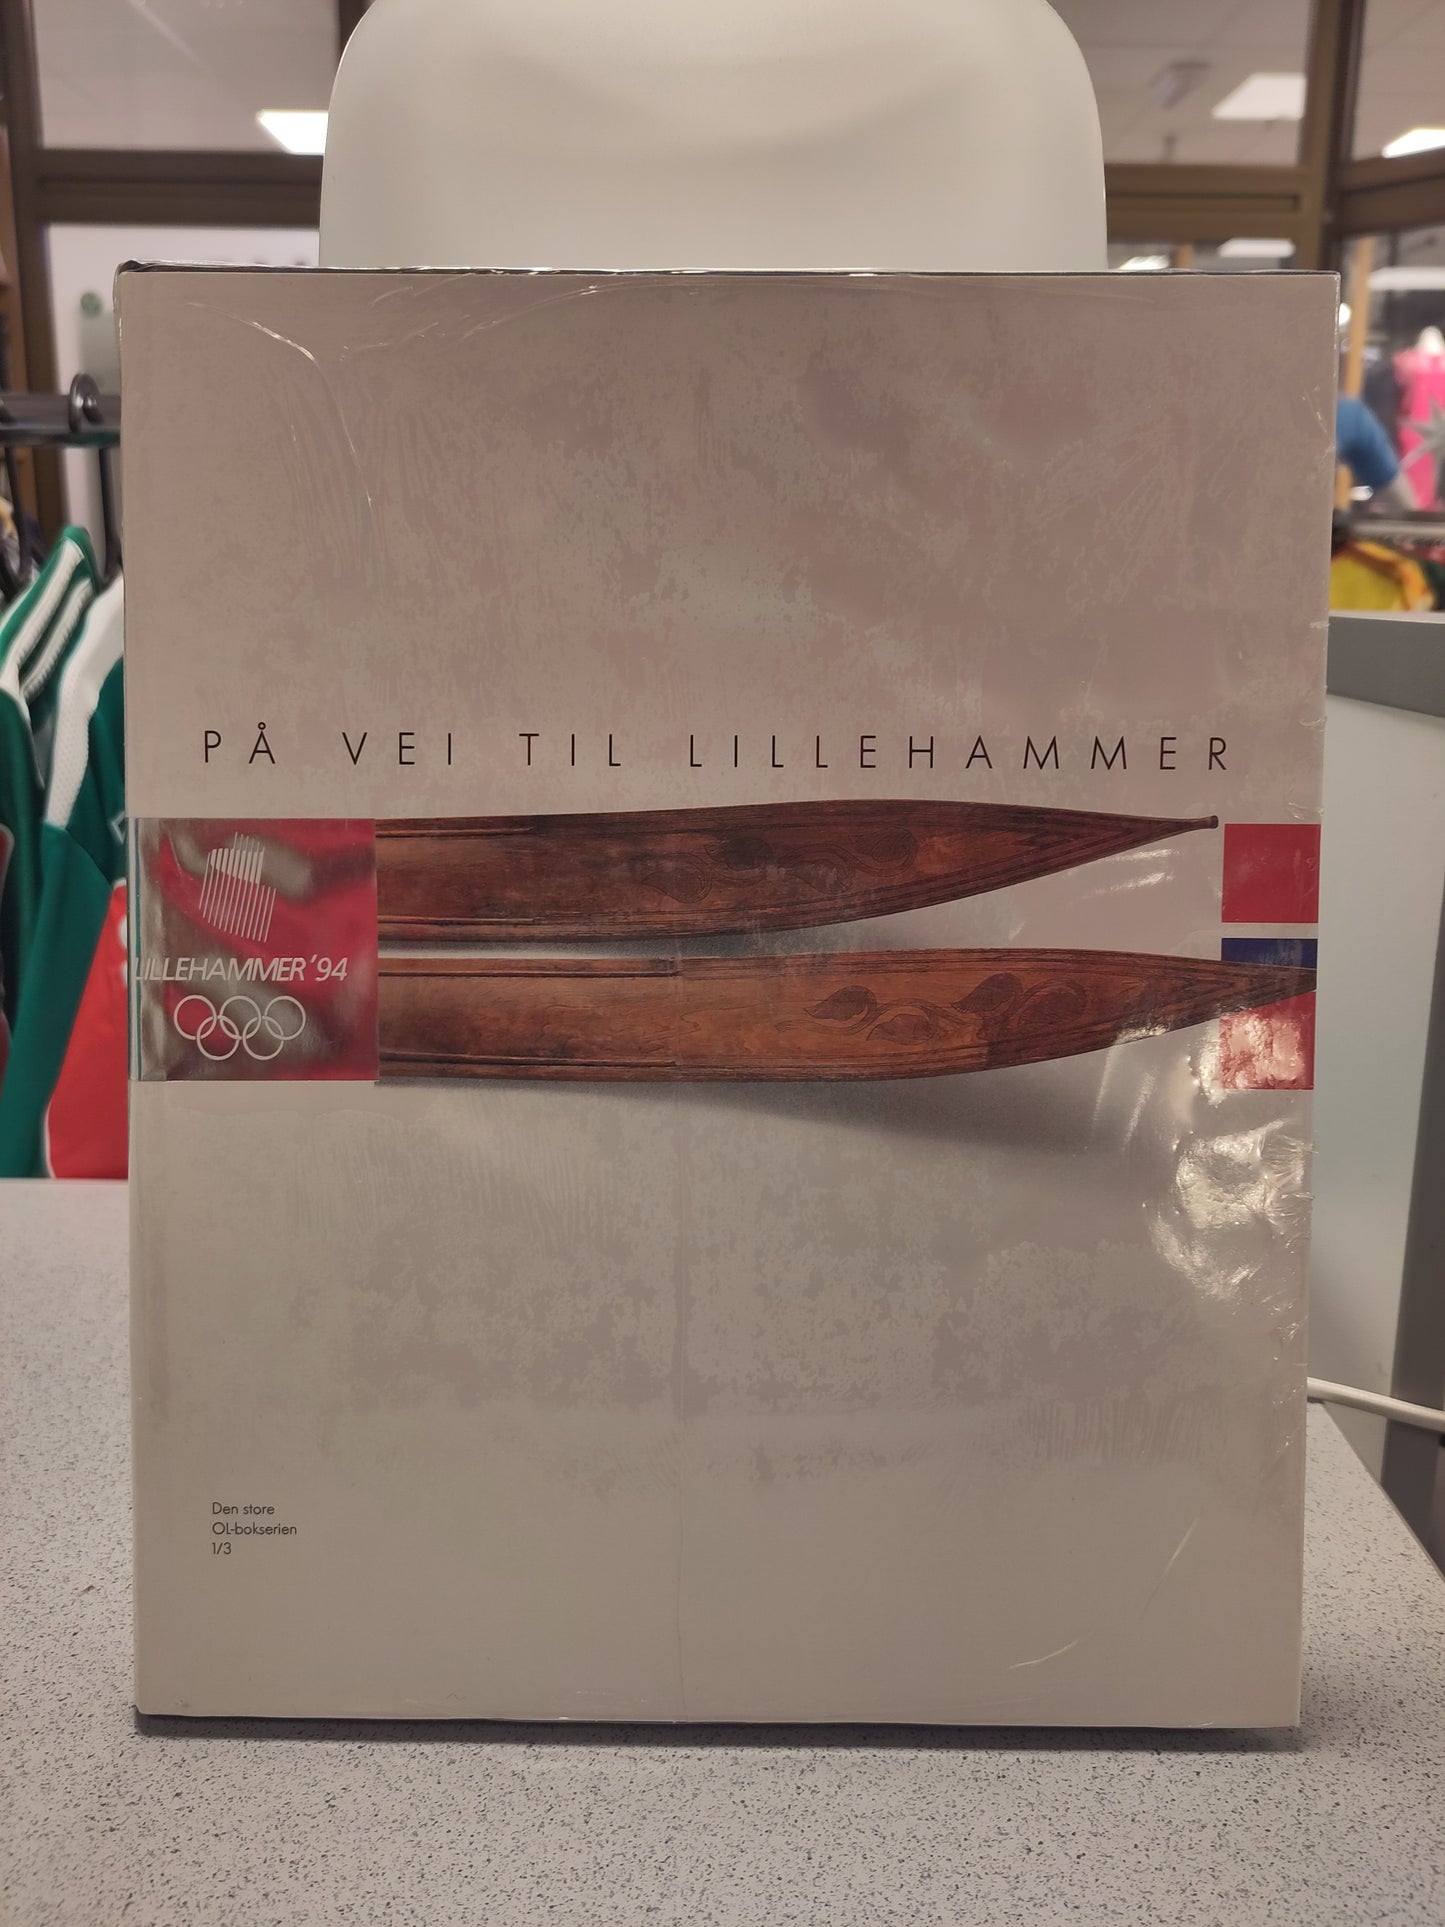 PÅ VEI TIL LILLEHAMMER
LILLEHAMMER '94
Den store
OL-bokserien
1/3